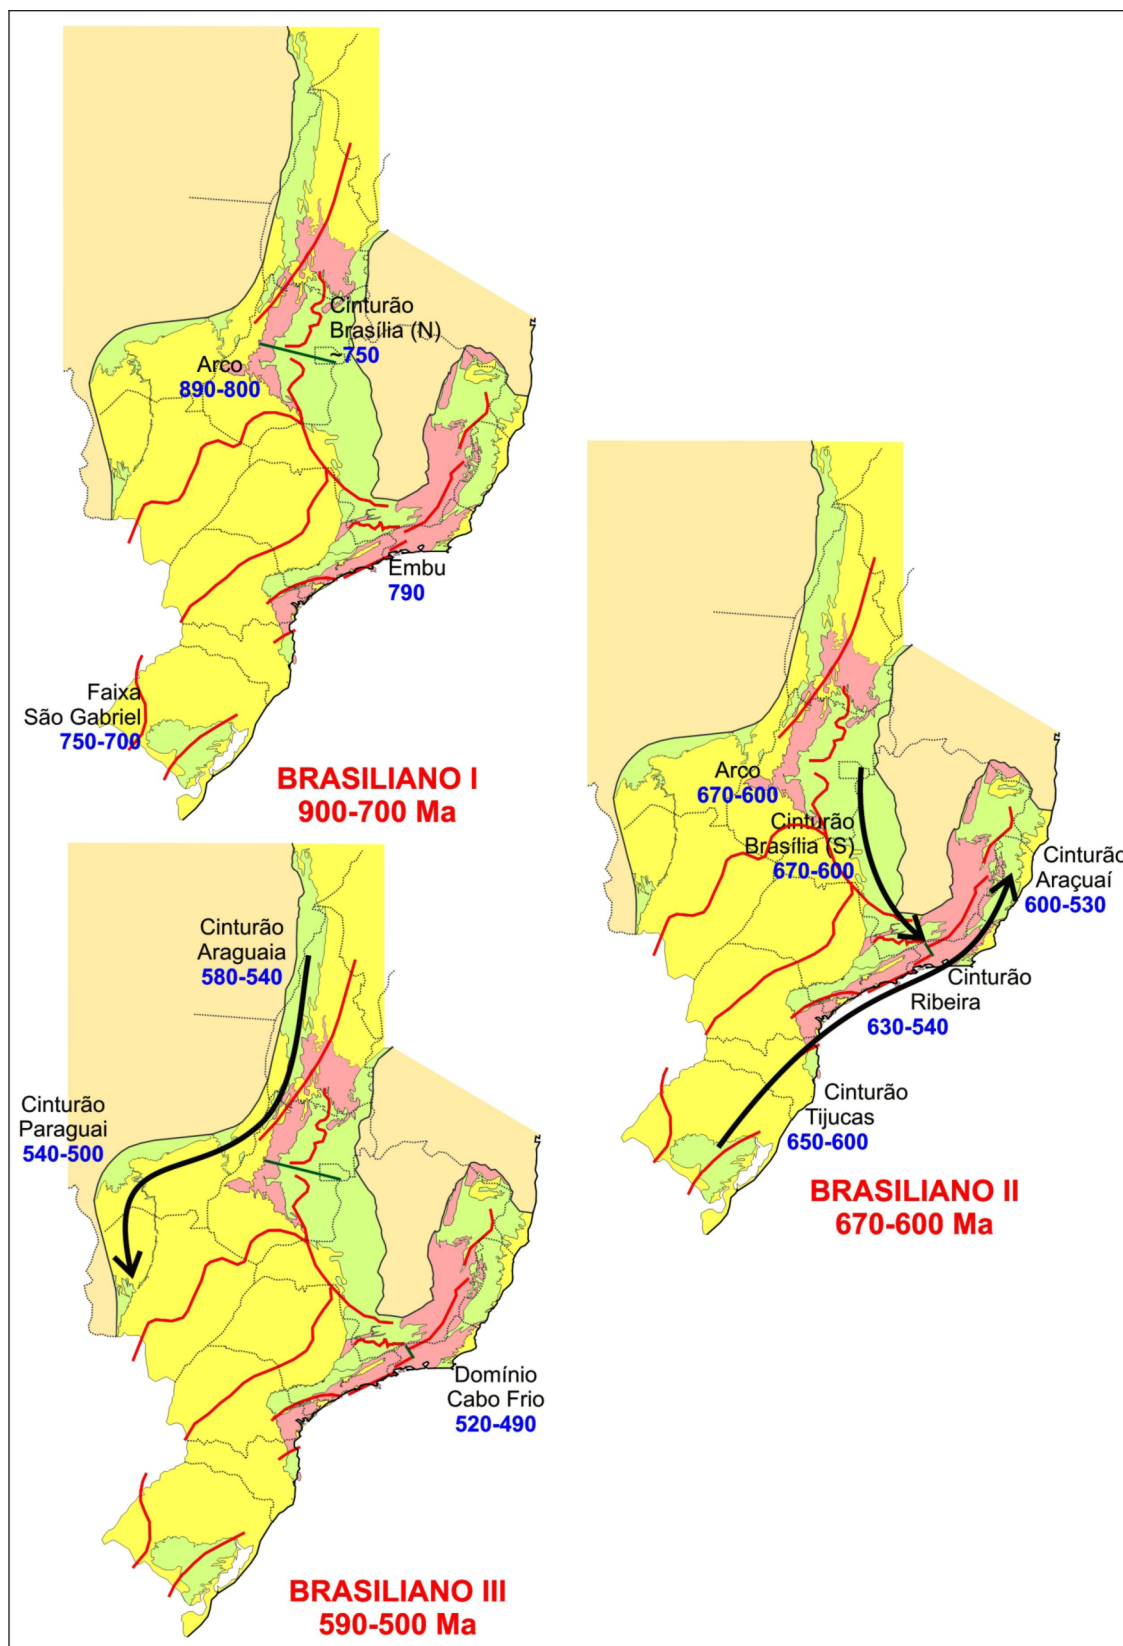 Cinturão
Brasília (N)
~750
Arco
890-800
Embu
790
Faixa
São Gabriel
750-700
BRASILIANO I
900-700 Ma
Arco
670-600
Cinturão
Brasília (S)
670-600
Cinturão
Araçuaí
600-530
Cinturão
Ribeira
630-540
Cinturão
Tijucas
650-600
BRASILIANO II
670-600 Ma
Cinturão
Araguaia
580-540
Cinturão
Paraguai
540-500
Domínio
Cabo Frio
520-490
BRASILIANO III
590-500 Ma